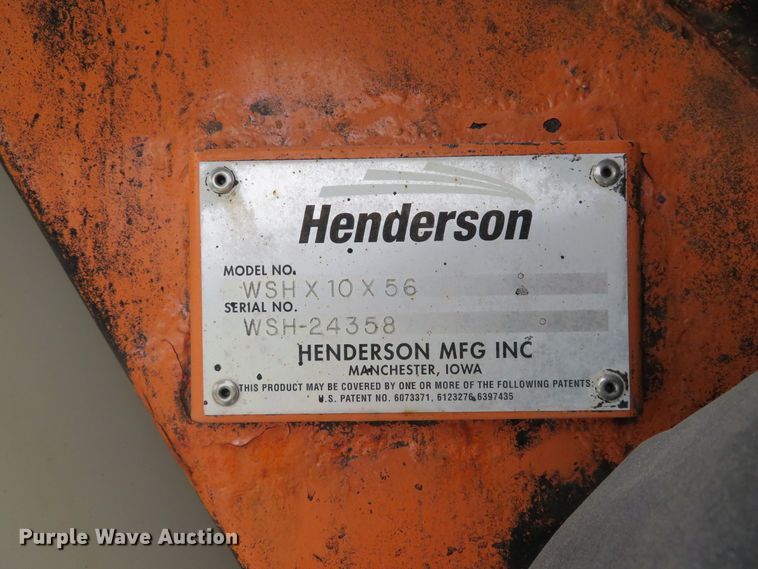 Henderson
MODEL NO.
WSH X 10 X 56
SERIAL NO.
WSH-24358
HENDERSON MFG INC
MANCHESTER, IOWA
THIS PRODUCT MAY BE COVERED BY ONE OR MORE OF THE FOLLOWING PATENTS:
U.S. PATENT NO. 6073371, 6123276, 6397435
Purple Wave Auction